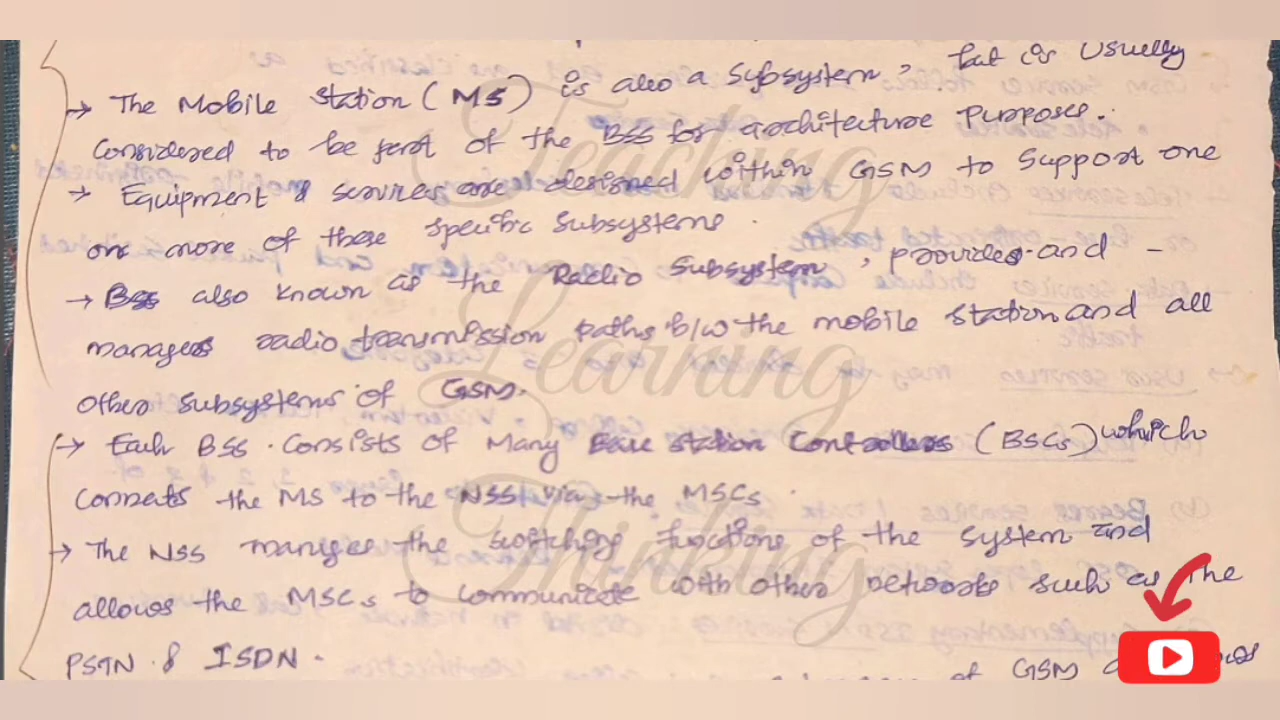 → The Mobile Station (MS) is also a Subsystem, but is usually
Considered to be part of the BSS for architecture Purposes.
→ Equipment & services are designed within GSM to support one
or more of these specific Subsystems.
→ BSS also known as the Radio Subsystem, provides and -
manages radio transmission paths b/w the mobile station and all
other Subsystems of GSM.
→ Each BSS Consists of Many Base Station Controllers (BSCs) which
Connects the MS to the NSS via the MSCs.
→ The NSS manages the switching functions of the system and
allows the MSCs to communicate with other networks such as the
PSTN & ISDN.
of GSM
Teaching
Learning
Thinking